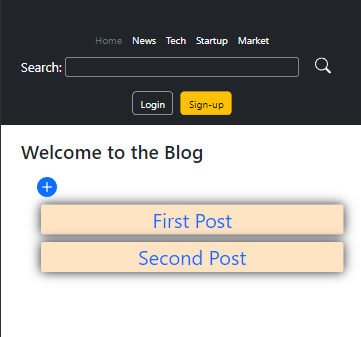 Home News Tech Startup Market
Search:
Login Sign-up
Welcome to the Blog
First Post
Second Post